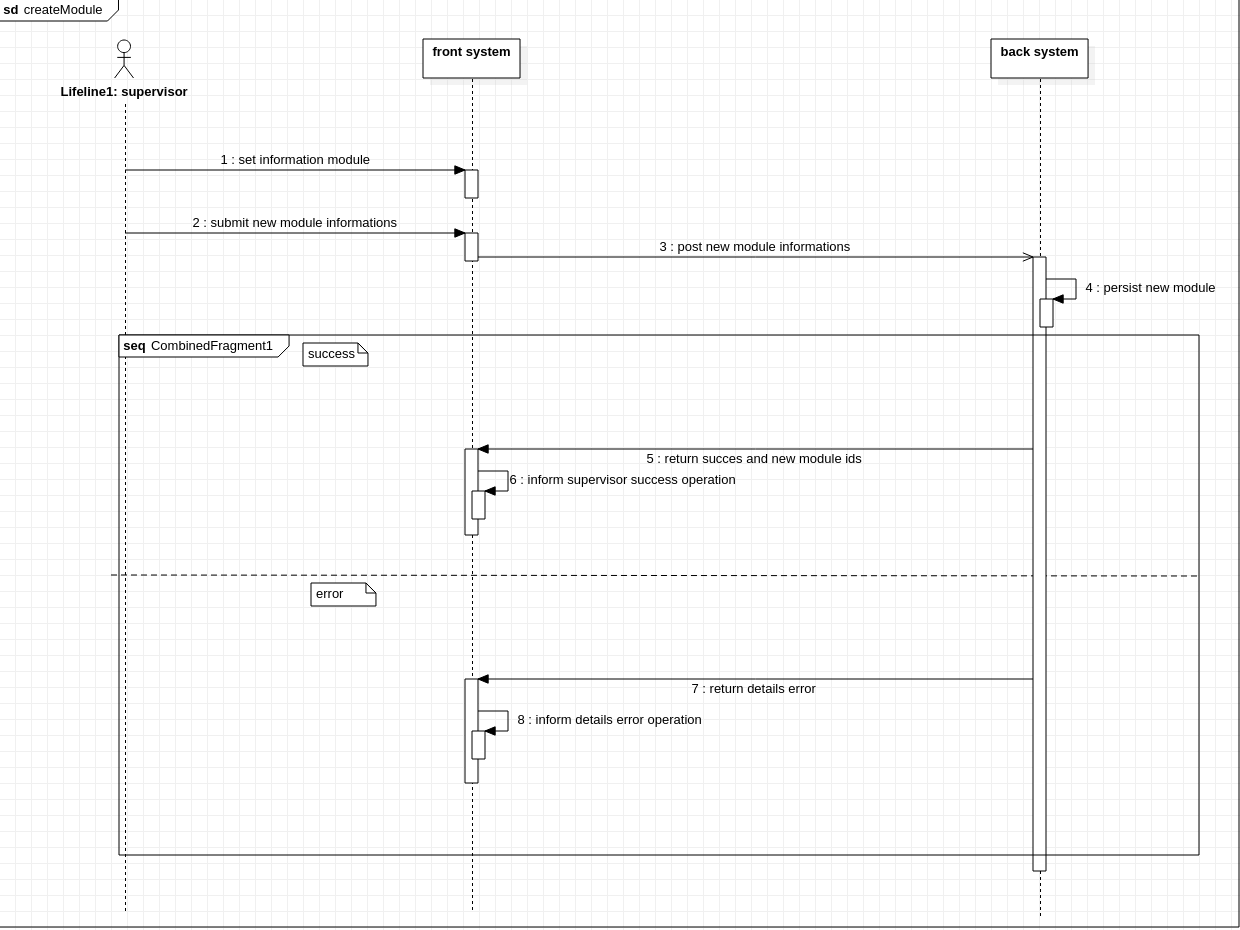 sd createModule
front system
back system
Lifeline1: supervisor
1 : set information module
2 : submit new module informations
3 : post new module informations
4 : persist new module
seq CombinedFragment1
success
5 : return succes and new module ids
6 : inform supervisor success operation
error
7 : return details error
8 : inform details error operation